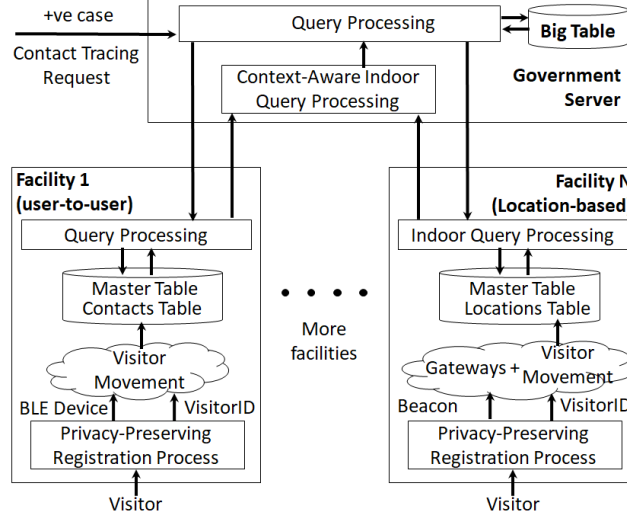 +ve case
Contact Tracing
Request
Query Processing
Big Table
Context-Aware Indoor
Query Processing
Government
Server
Facility 1
(user-to-user)
Query Processing
Master Table
Contacts Table
Visitor
Movement
BLE Device
VisitorID
Privacy-Preserving
Registration Process
Visitor
More
facilities
Facility N
(Location-based
Indoor Query Processing
Master Table
Locations Table
Visitor
Gateways + Movement
Beacon
VisitorID
Privacy-Preserving
Registration Process
Visitor